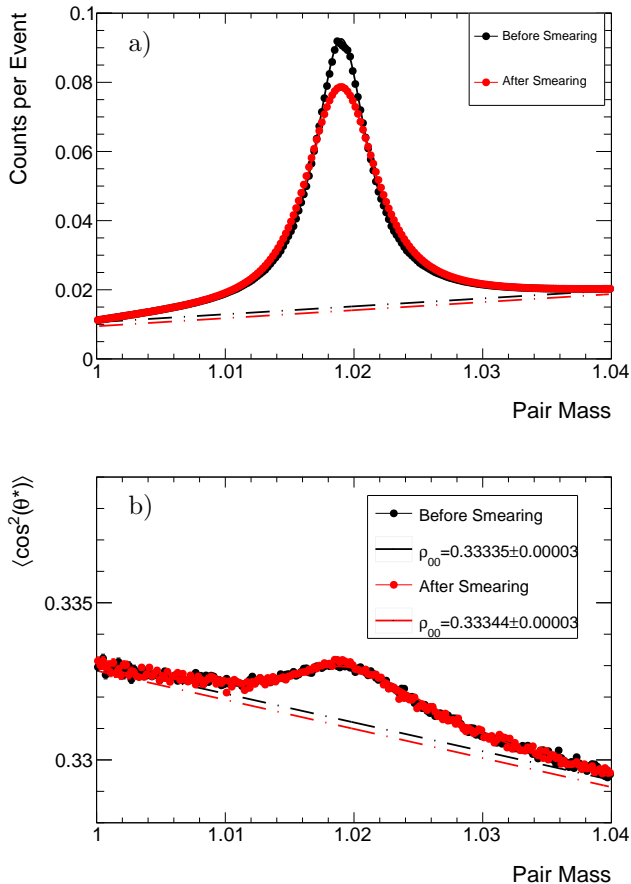 a)
Before Smearing
After Smearing
Counts per Event
0.1
0.08
0.06
0.04
0.02
0
1
1.01
1.02
1.03
1.04
Pair Mass
b)
Before Smearing
ρ00=0.33335±0.00003
After Smearing
ρ00=0.33344±0.00003
⟨cos²(θ*)⟩
0.335
0.33
1
1.01
1.02
1.03
1.04
Pair Mass